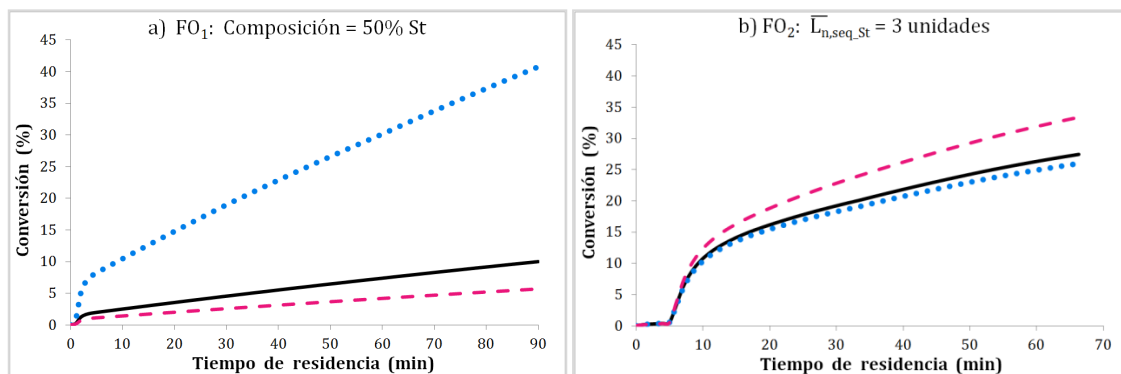 a) FO₁: Composición = 50% St
45
40
35
30
25
20
15
10
5
0
Conversión (%)
0 10 20 30 40 50 60 70 80 90
Tiempo de residencia (min)
b) FO₂: L̅n,seq_St = 3 unidades
45
40
35
30
25
20
15
10
5
0
Conversión (%)
0 10 20 30 40 50 60 70
Tiempo de residencia (min)